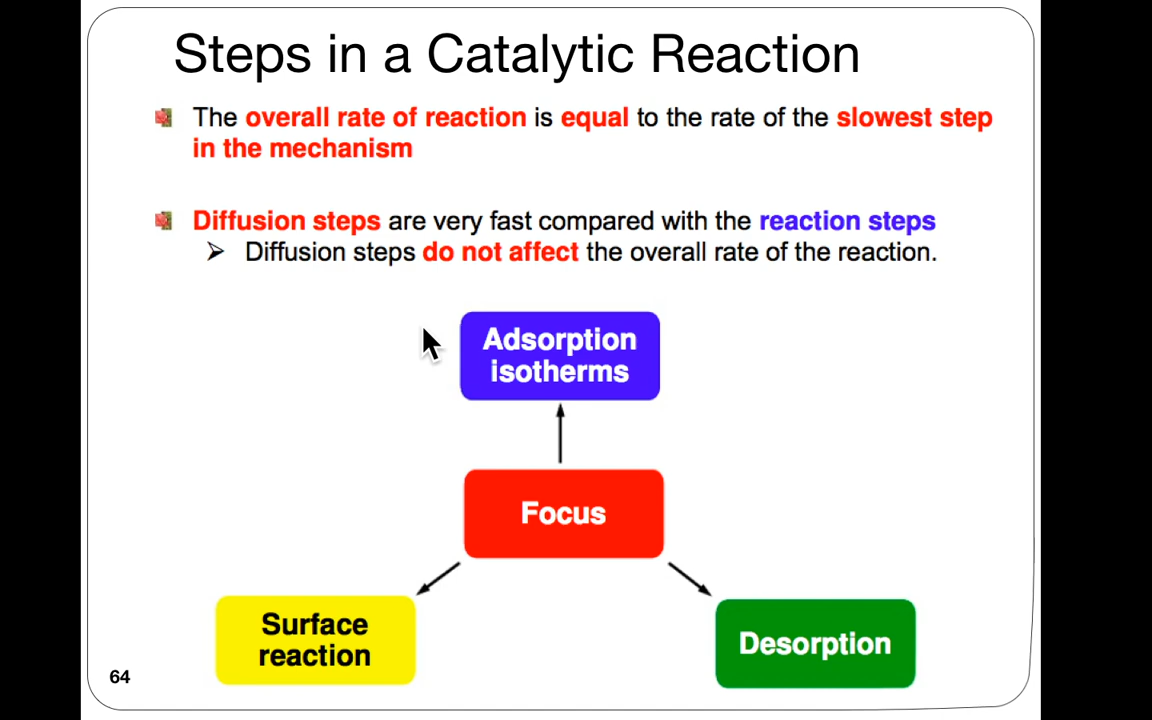 Steps in a Catalytic Reaction
The overall rate of reaction is equal to the rate of the slowest step
in the mechanism
Diffusion steps are very fast compared with the reaction steps
Diffusion steps do not affect the overall rate of the reaction.
Adsorption
isotherms
Focus
Surface
reaction
Desorption
64